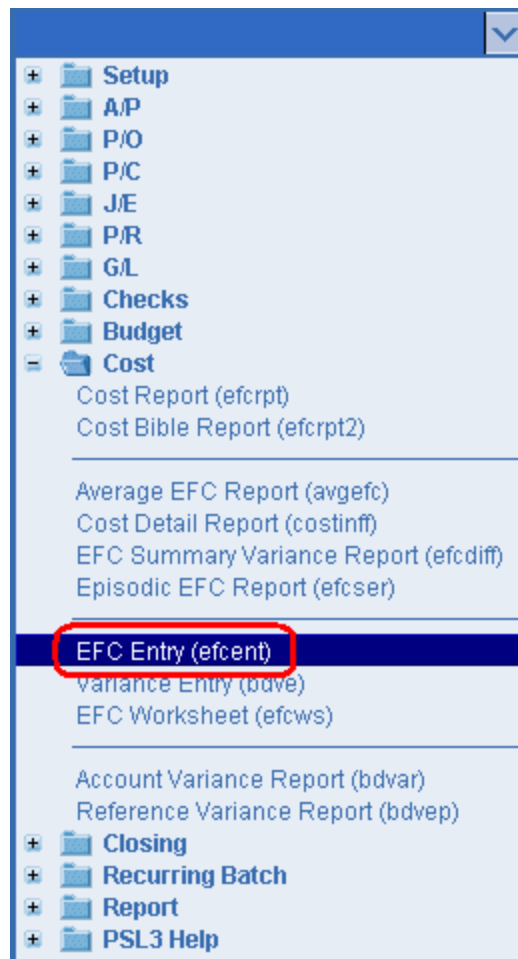 Setup
A/P
P/O
P/C
J/E
P/R
G/L
Checks
Budget
Cost
Cost Report (efcrpt)
Cost Bible Report (efcrpt2)
Average EFC Report (avgefc)
Cost Detail Report (costinff)
EFC Summary Variance Report (efcdiff)
Episodic EFC Report (efcser)
EFC Entry (efcent)
Variance Entry (bdve)
EFC Worksheet (efcws)
Account Variance Report (bdvar)
Reference Variance Report (bdvep)
Closing
Recurring Batch
Report
PSL3 Help